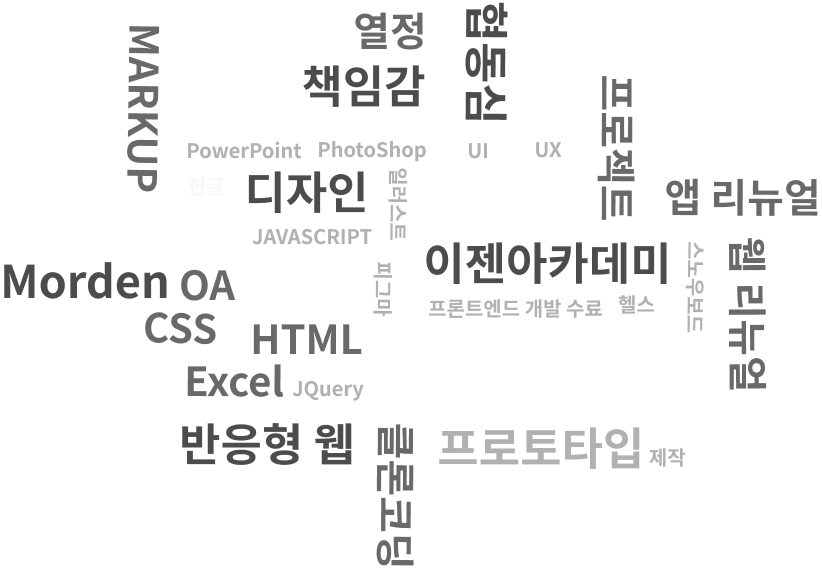 열정
협동심
MARKUP
책임감
프로젝트
PowerPoint
PhotoShop
UI
UX
한글
디자인
일러스트
앱 리뉴얼
JAVASCRIPT
이젠아카데미
스노우보드
웹 리뉴얼
Morden
OA
피그마
프론트엔드 개발 수료
헬스
CSS
HTML
Excel
JQuery
반응형 웹
클론코딩
프로토타입
제작